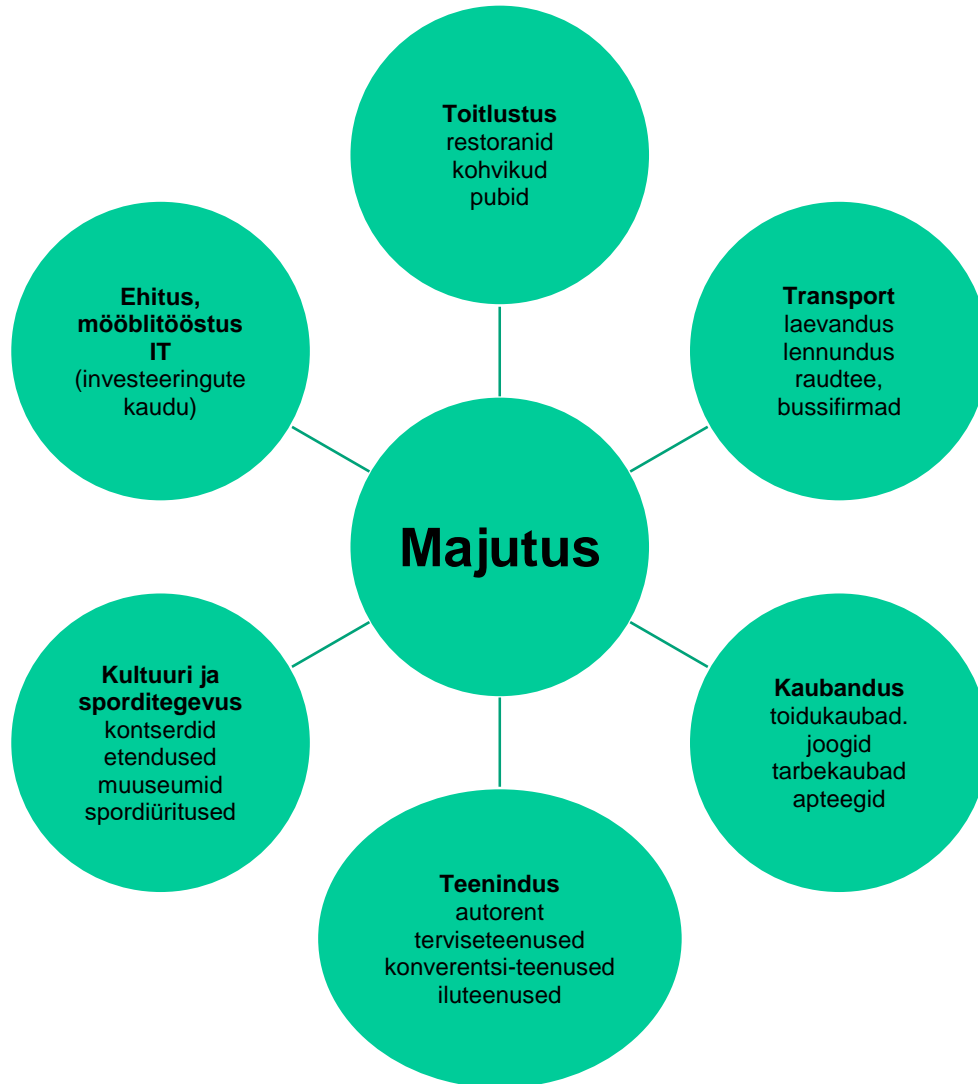 Toitlustus
restoranid
kohvikud
pubid
Ehitus,
mööblitööstus
IT
(investeeringute
kaudu)
Transport
laevandus
lennundus
raudtee,
bussifirmad
Majutus
Kultuuri ja
sporditegevus
kontserdid
etendused
muuseumid
spordiüritused
Kaubandus
toidukaubad.
joogid
tarbekaubad
apteegid
Teenindus
autorent
terviseteenused
konverentsi-teenused
iluteenused